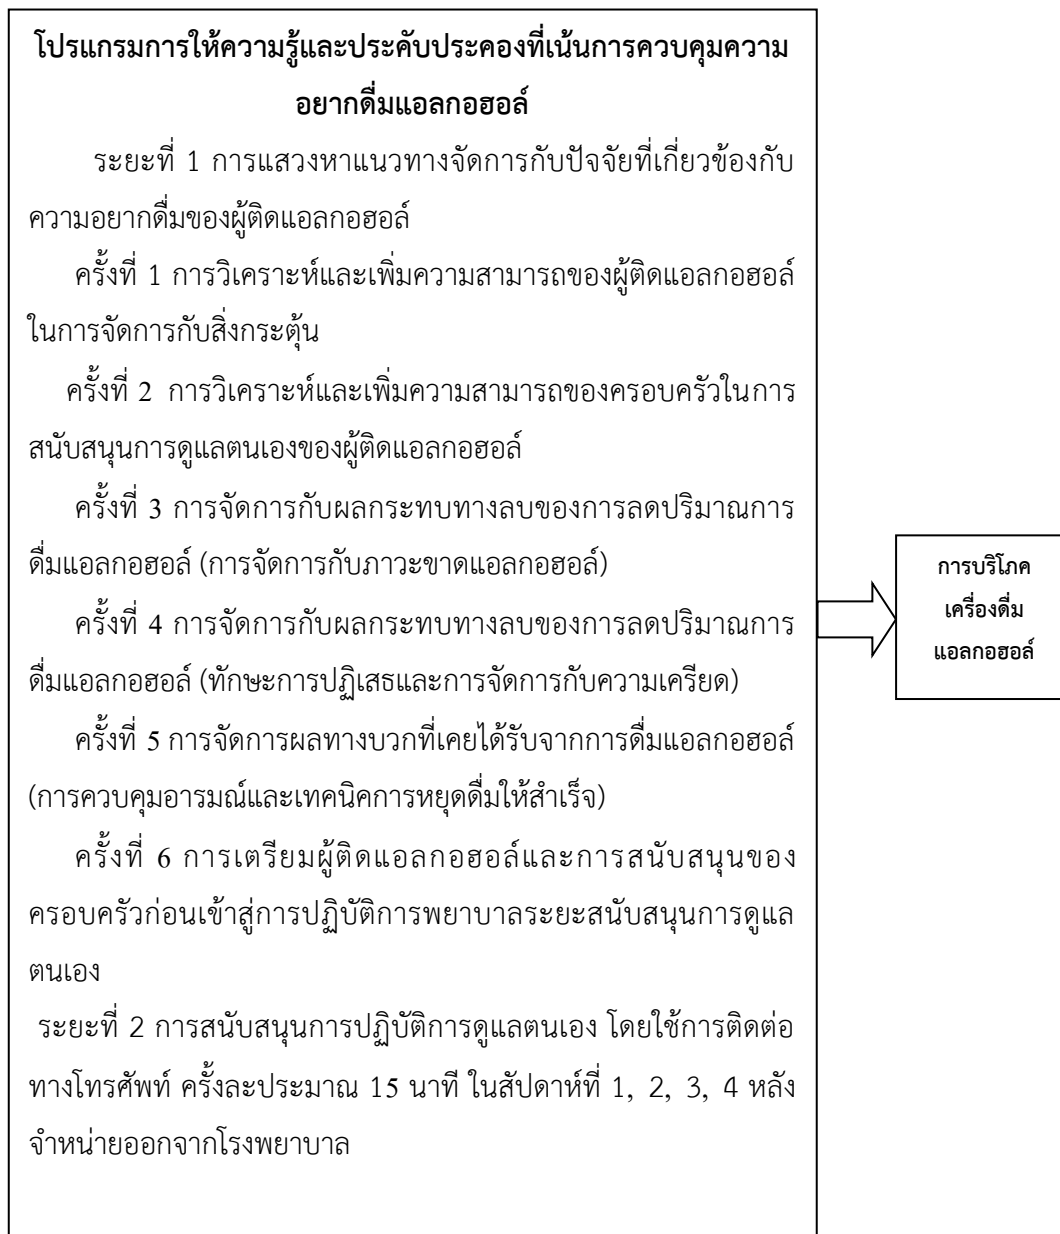 โปรแกรมการให้ความรู้และประคับประคองที่เน้นการควบคุมความ
อยากดื่มแอลกอฮอล์
ระยะที่ 1 การแสวงหาแนวทางจัดการกับปัจจัยที่เกี่ยวข้องกับ
ความอยากดื่มของผู้ติดแอลกอฮอล์
ครั้งที่ 1 การวิเคราะห์และเพิ่มความสามารถของผู้ติดแอลกอฮอล์
ในการจัดการกับสิ่งกระตุ้น
ครั้งที่ 2 การวิเคราะห์และเพิ่มความสามารถของครอบครัวในการ
สนับสนุนการดูแลตนเองของผู้ติดแอลกอฮอล์
ครั้งที่ 3 การจัดการกับผลกระทบทางลบของการลดปริมาณการ
ดื่มแอลกอฮอล์ (การจัดการกับภาวะขาดแอลกอฮอล์)
ครั้งที่ 4 การจัดการกับผลกระทบทางลบของการลดปริมาณการ
ดื่มแอลกอฮอล์ (ทักษะการปฏิเสธและการจัดการกับความเครียด)
ครั้งที่ 5 การจัดการผลทางบวกที่เคยได้รับจากการดื่มแอลกอฮอล์
(การควบคุมอารมณ์และเทคนิคการหยุดดื่มให้สำเร็จ)
ครั้งที่ 6 การเตรียมผู้ติดแอลกอฮอล์และการสนับสนุนของ
ครอบครัวก่อนเข้าสู่การปฏิบัติการพยาบาลระยะสนับสนุนการดูแล
ตนเอง
ระยะที่ 2 การสนับสนุนการปฏิบัติการดูแลตนเอง โดยใช้การติดต่อ
ทางโทรศัพท์ ครั้งละประมาณ 15 นาที ในสัปดาห์ที่ 1, 2, 3, 4 หลัง
จำหน่ายออกจากโรงพยาบาล
การบริโภค
เครื่องดื่ม
แอลกอฮอล์